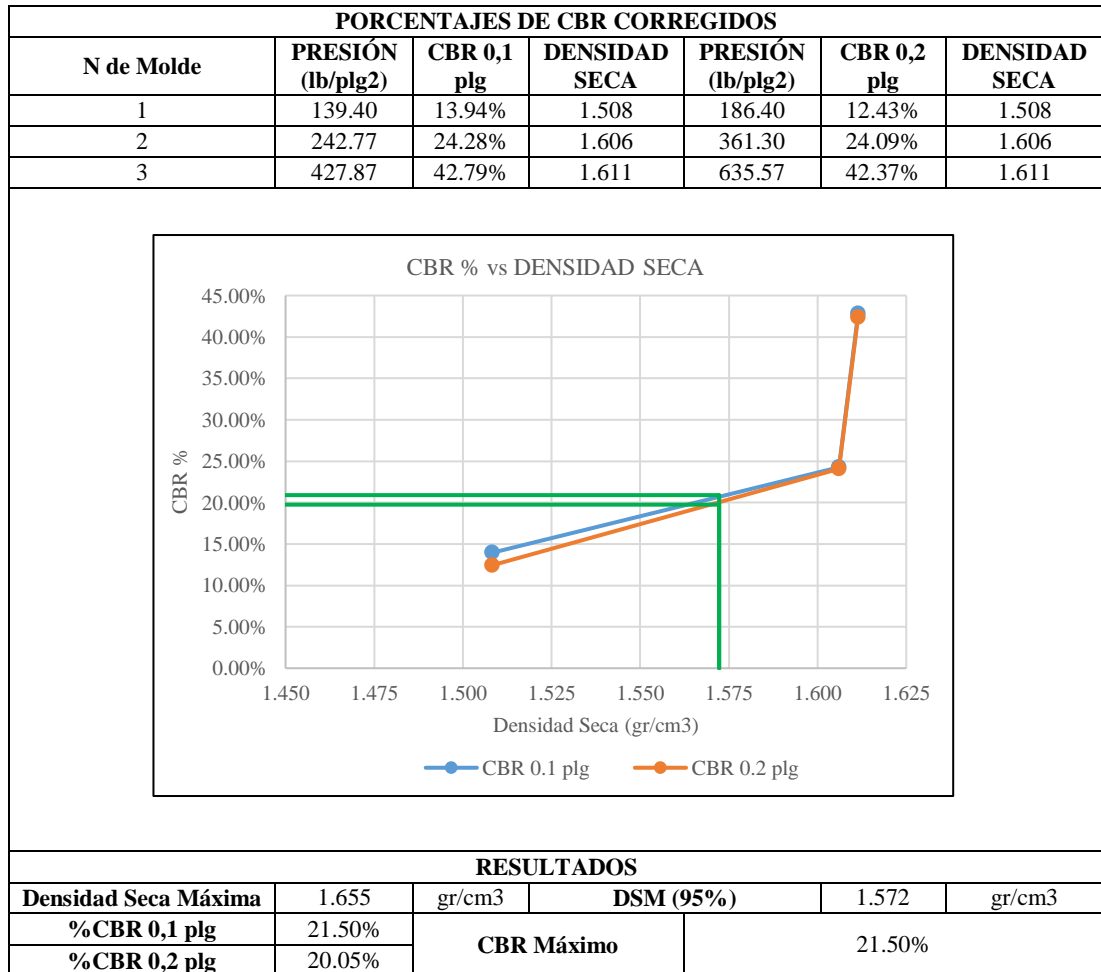 PORCENTAJES DE CBR CORREGIDOS
N de Molde PRESIÓN (lb/plg2) CBR 0,1 plg DENSIDAD SECA PRESIÓN (lb/plg2) CBR 0,2 plg DENSIDAD SECA
1 139.40 13.94% 1.508 186.40 12.43% 1.508
2 242.77 24.28% 1.606 361.30 24.09% 1.606
3 427.87 42.79% 1.611 635.57 42.37% 1.611
CBR % vs DENSIDAD SECA
45.00%
40.00%
35.00%
30.00%
25.00%
20.00%
15.00%
10.00%
5.00%
0.00%
CBR %
1.450 1.475 1.500 1.525 1.550 1.575 1.600 1.625
Densidad Seca (gr/cm3)
CBR 0.1 plg CBR 0.2 plg
RESULTADOS
Densidad Seca Máxima 1.655 gr/cm3 DSM (95%) 1.572 gr/cm3
%CBR 0,1 plg 21.50% CBR Máximo 21.50%
%CBR 0,2 plg 20.05%